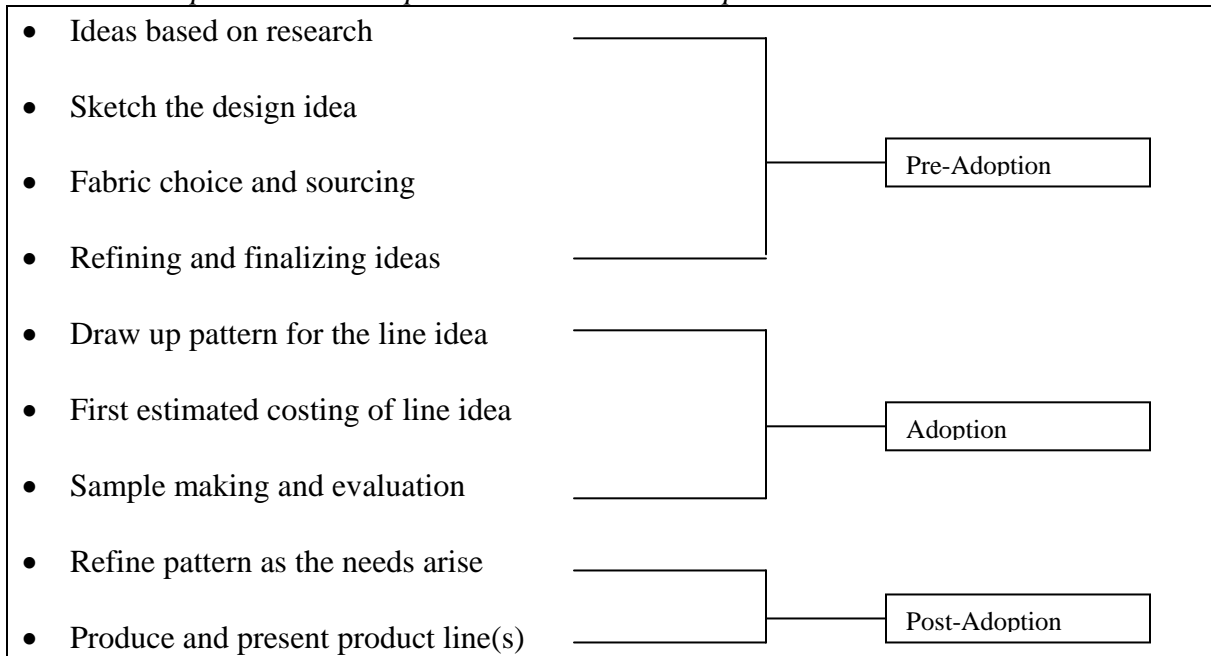 • Ideas based on research
• Sketch the design idea
• Fabric choice and sourcing
Pre-Adoption
• Refining and finalizing ideas
• Draw up pattern for the line idea
• First estimated costing of line idea
Adoption
• Sample making and evaluation
• Refine pattern as the needs arise
• Produce and present product line(s)
Post-Adoption